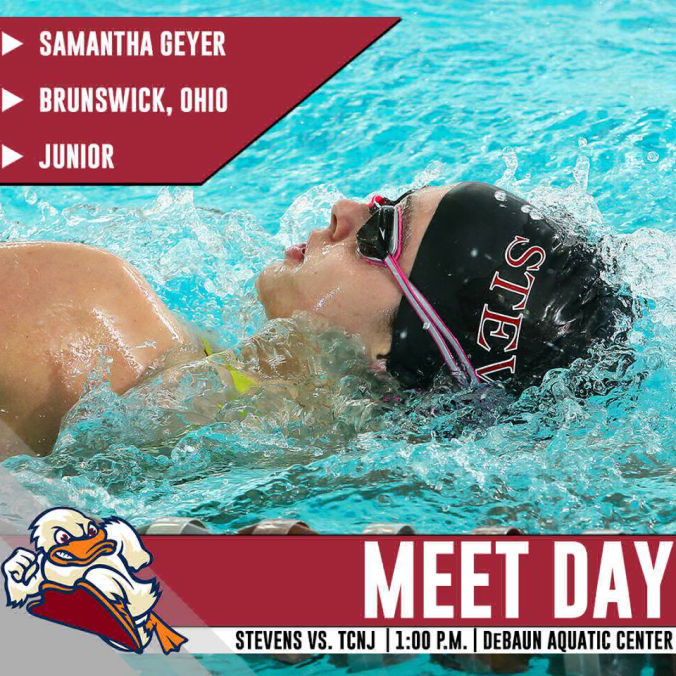 SAMANTHA GEYER
BRUNSWICK, OHIO
JUNIOR
STEV
MEET DAY
STEVENS VS. TCNJ | 1:00 P.M. | DEBAUN AQUATIC CENTER